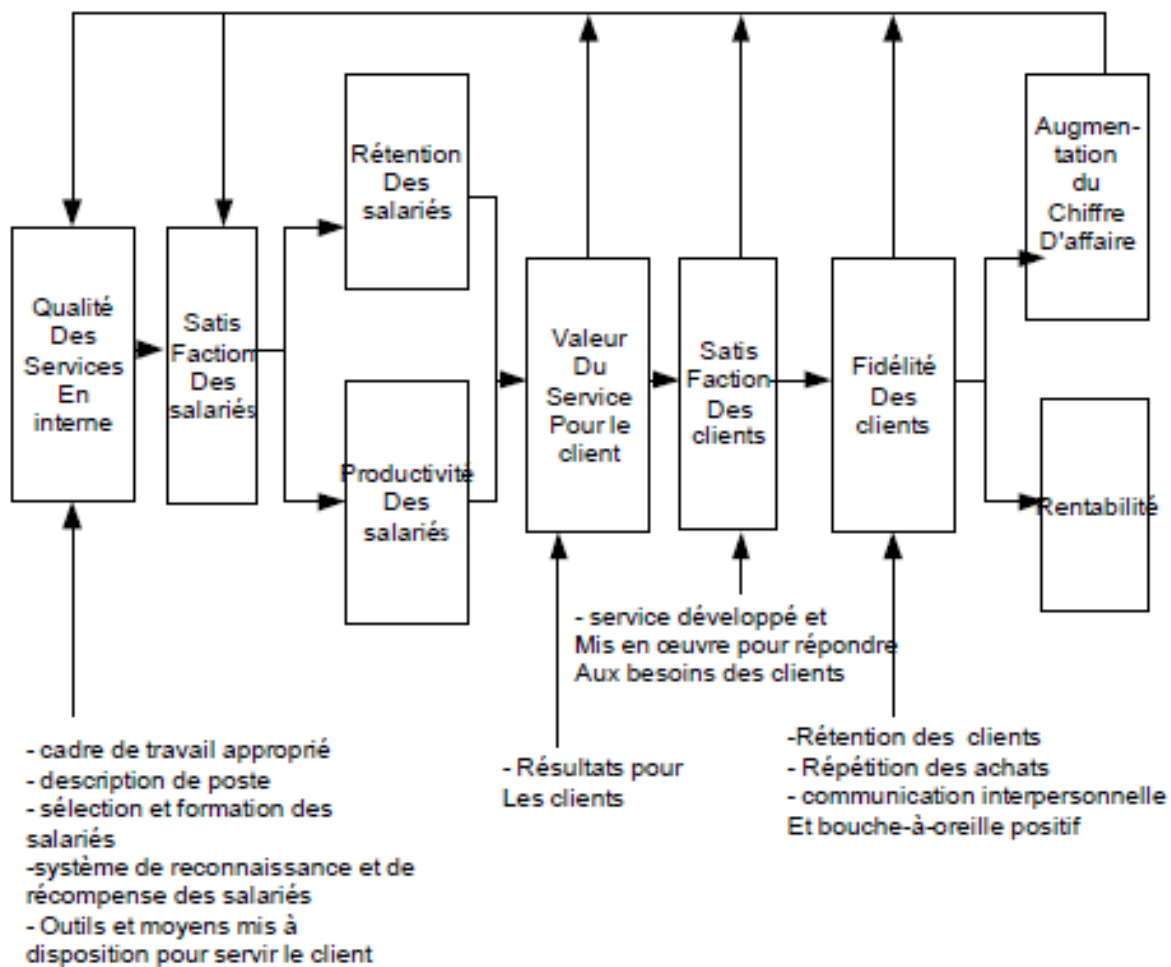 Qualité
Des
Services
En
interne
Satis
Faction
Des
salariés
Rétention
Des
salariés
Productivité
Des
salariés
Valeur
Du
Service
Pour le
client
Satis
Faction
Des
clients
Fidélité
Des
clients
Augmen-
tation
du
Chiffre
D'affaire
Rentabilité
- service développé et
Mis en œuvre pour répondre
Aux besoins des clients
- cadre de travail approprié
- description de poste
- sélection et formation des
salariés
-système de reconnaissance et de
récompense des salariés
- Outils et moyens mis à
disposition pour servir le client
- Résultats pour
Les clients
-Rétention des  clients
- Répétition des achats
- communication interpersonnelle
Et bouche-à-oreille positif